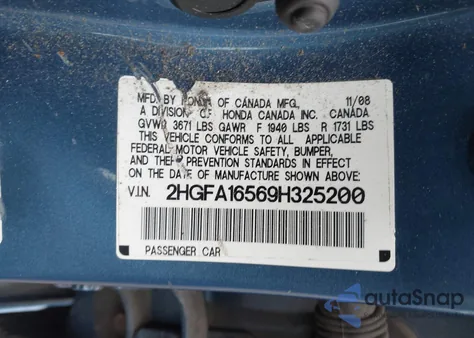 MFD. BY HONDA OF CANADA MFG. 11/08
A DIVISION OF HONDA CANADA INC. CANADA
GVWR 3671 LBS GAWR F 1940 LBS R 1731 LBS
THIS VEHICLE CONFORMS TO ALL APPLICABLE
FEDERAL MOTOR VEHICLE SAFETY, BUMPER,
AND THEFT PREVENTION STANDARDS IN EFFECT
ON THE DATE OF MANUFACTURE SHOWN ABOVE:
V.I.N. 2HGFA16569H325200
PASSENGER CAR
autoSnap